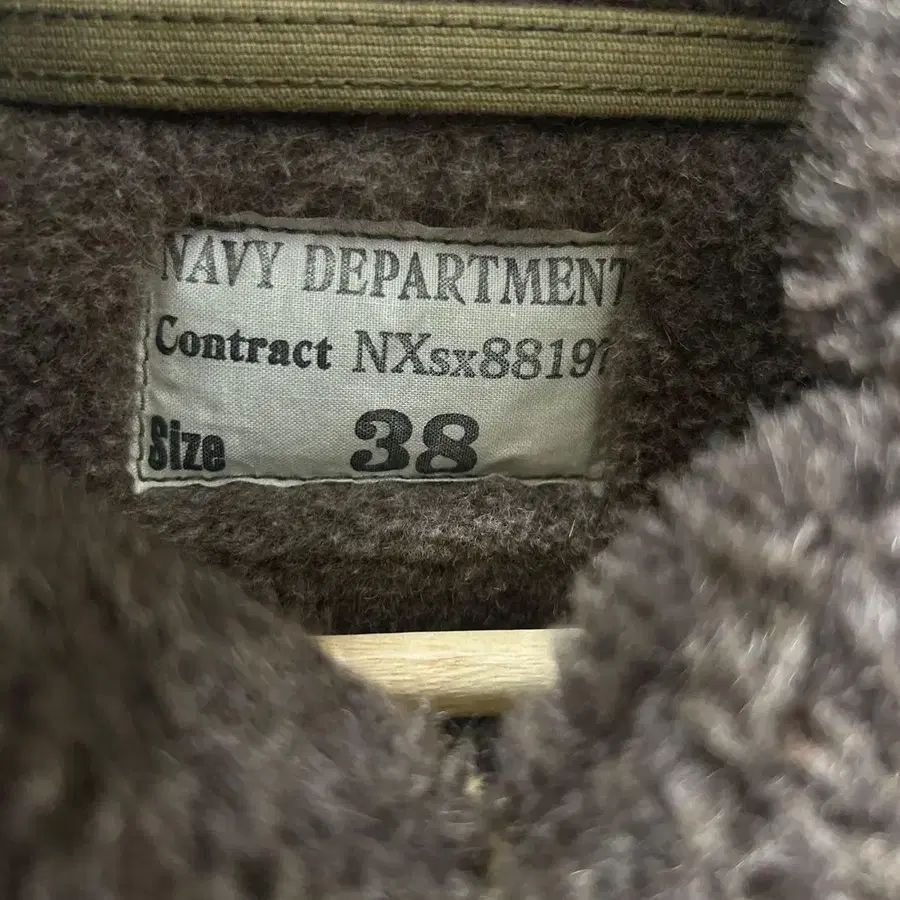 NAVY DEPARTMENT
Contract NXsx88197
Size 38